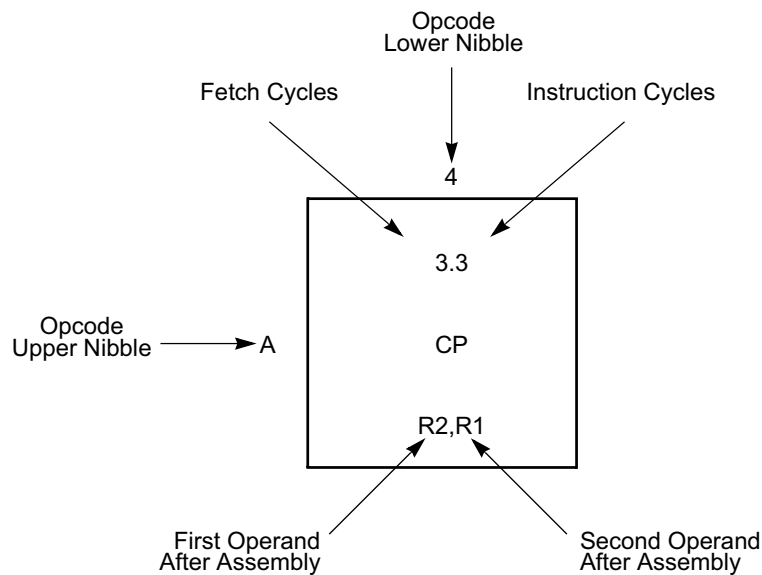 Opcode
Lower Nibble
Fetch Cycles
Instruction Cycles
4
3.3
Opcode
Upper Nibble
A
CP
R2,R1
First Operand
After Assembly
Second Operand
After Assembly